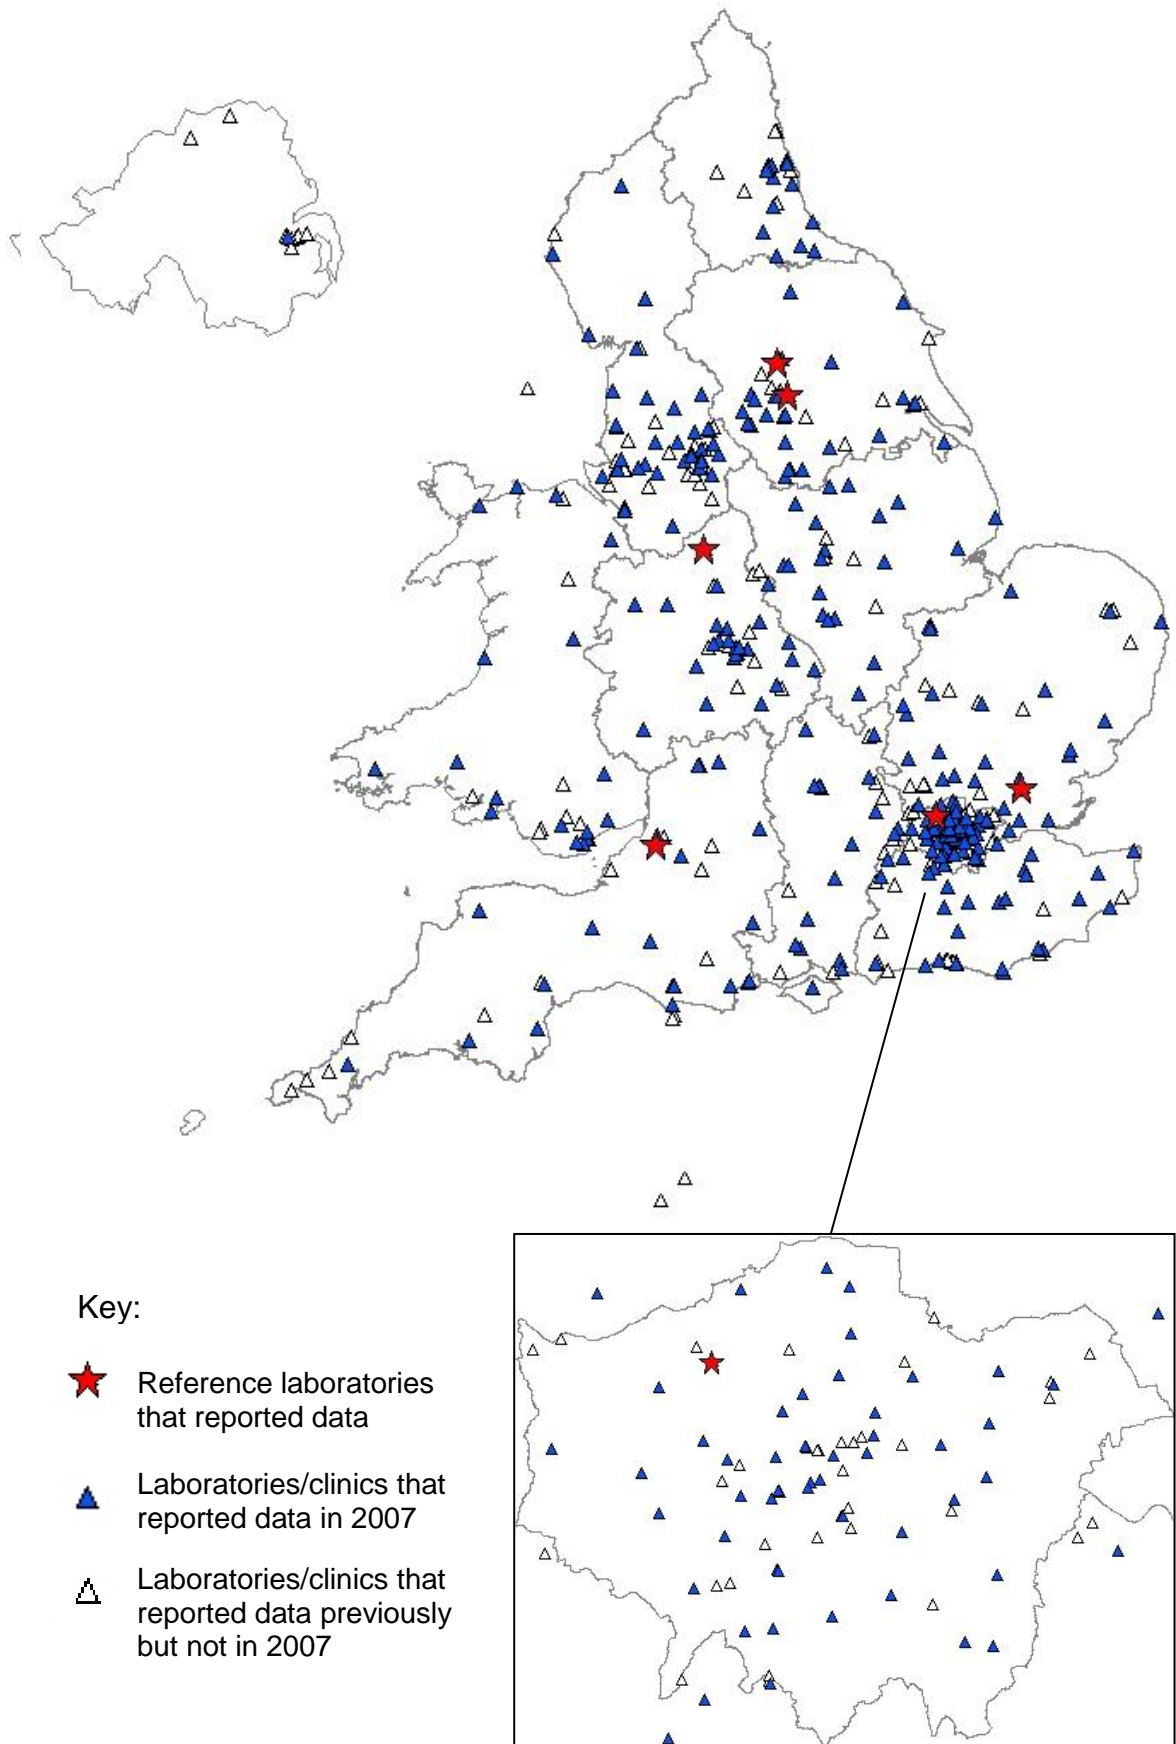 Key:
Reference laboratories
that reported data
Laboratories/clinics that
reported data in 2007
Laboratories/clinics that
reported data previously
but not in 2007